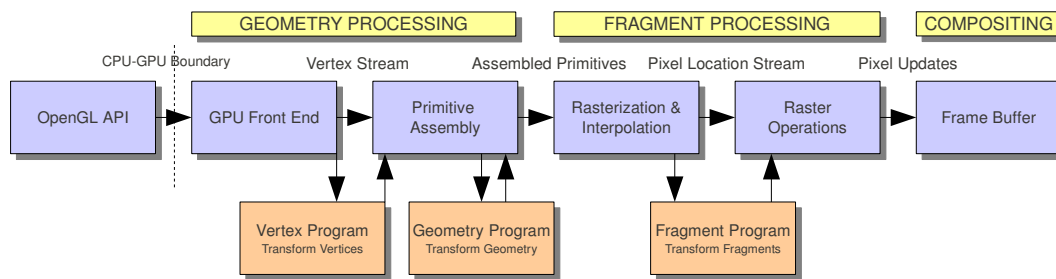 GEOMETRY PROCESSING
FRAGMENT PROCESSING
COMPOSITING
CPU-GPU Boundary
Vertex Stream
Assembled Primitives
Pixel Location Stream
Pixel Updates
OpenGL API
GPU Front End
Primitive
Assembly
Rasterization &
Interpolation
Raster
Operations
Frame Buffer
Vertex Program
Transform Vertices
Geometry Program
Transform Geometry
Fragment Program
Transform Fragments